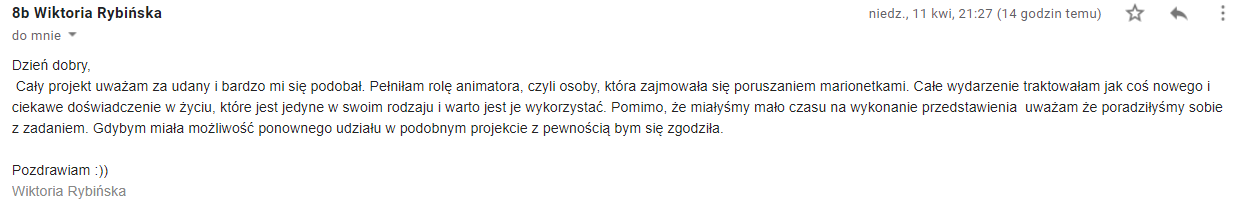 8b Wiktoria Rybińska
niedz., 11 kwi, 21:27 (14 godzin temu)
do mnie
Dzień dobry,
Cały projekt uważam za udany i bardzo mi się podobał. Pełniłam rolę animatora, czyli osoby, która zajmowała się poruszaniem marionetkami. Całe wydarzenie traktowałam jak coś nowego i
ciekawe doświadczenie w życiu, które jest jedyne w swoim rodzaju i warto jest je wykorzystać. Pomimo, że miałyśmy mało czasu na wykonanie przedstawienia  uważam że poradziłyśmy sobie
z zadaniem. Gdybym miała możliwość ponownego udziału w podobnym projekcie z pewnością bym się zgodziła.
Pozdrawiam :))
Wiktoria Rybińska